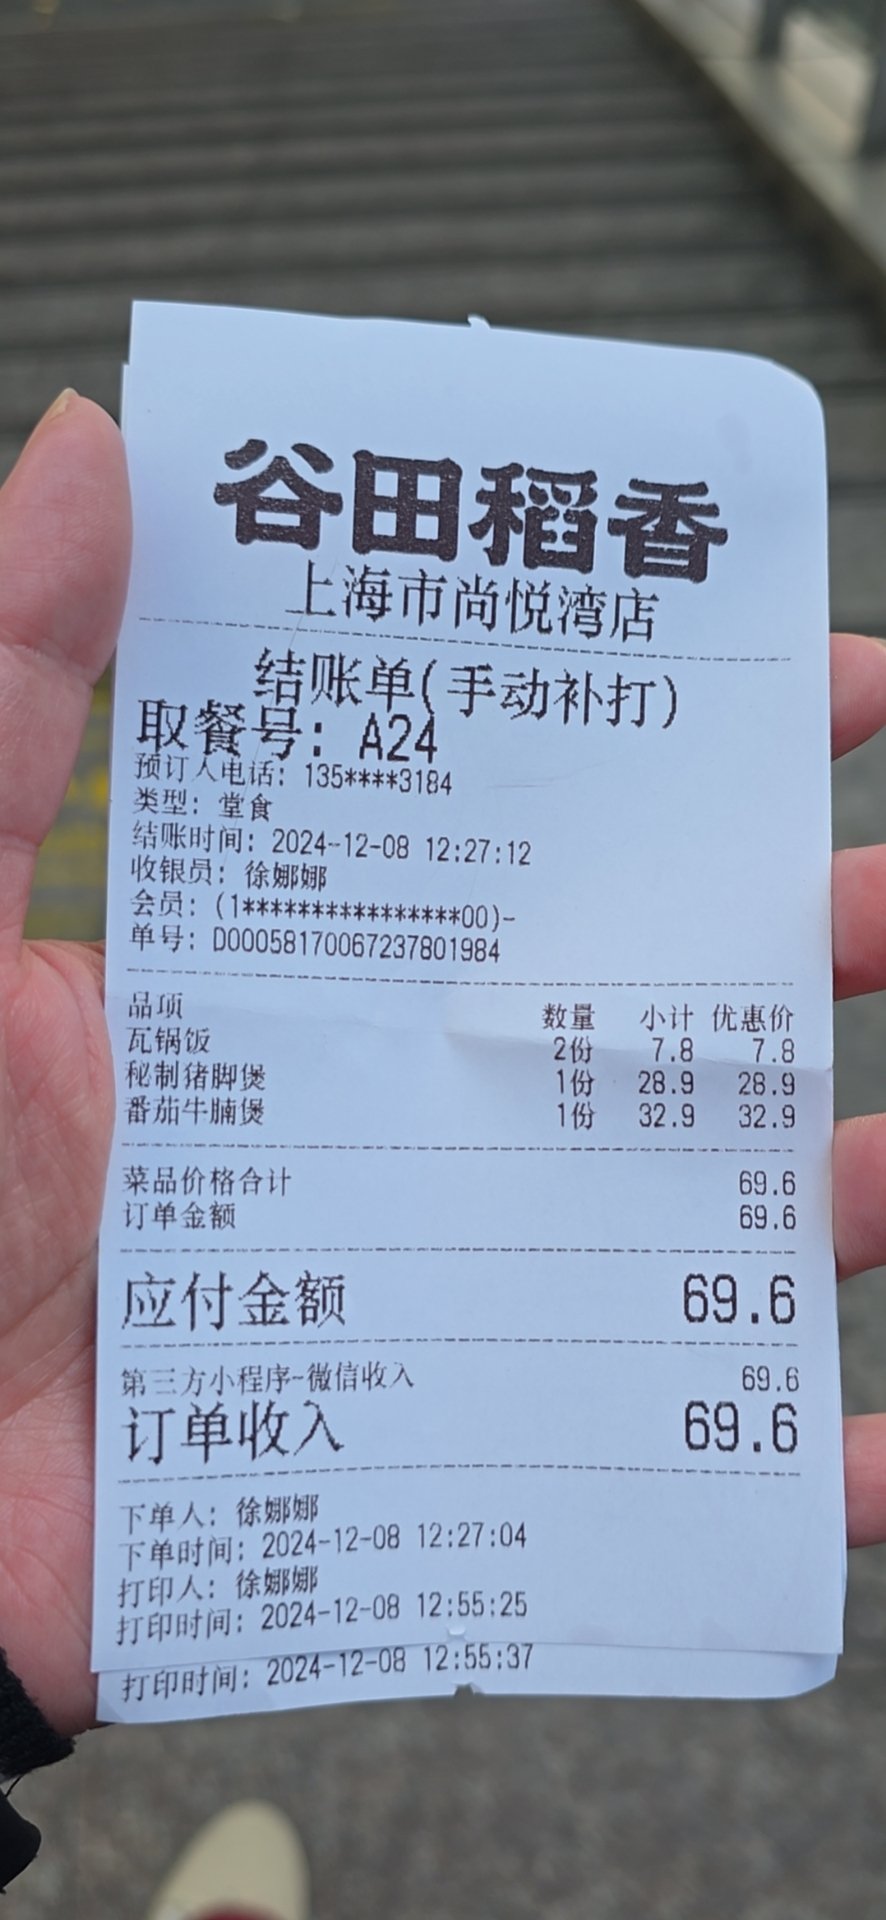 谷田稻香
上海市尚悦湾店
结账单(手动补打)
取餐号: A24
预订人电话: 135****3184
类型: 堂食
结账时间: 2024-12-08 12:27:12
收银员: 徐娜娜
会员: (1****************00)-
单号: D00058170067237801984
品项 数量 小计 优惠价
瓦锅饭 2份 7.8 7.8
秘制猪脚煲 1份 28.9 28.9
番茄牛腩煲 1份 32.9 32.9
菜品价格合计 69.6
订单金额 69.6
应付金额 69.6
第三方小程序-微信收入 69.6
订单收入 69.6
下单人: 徐娜娜
下单时间: 2024-12-08 12:27:04
打印人: 徐娜娜
打印时间: 2024-12-08 12:55:25
打印时间: 2024-12-08 12:55:37